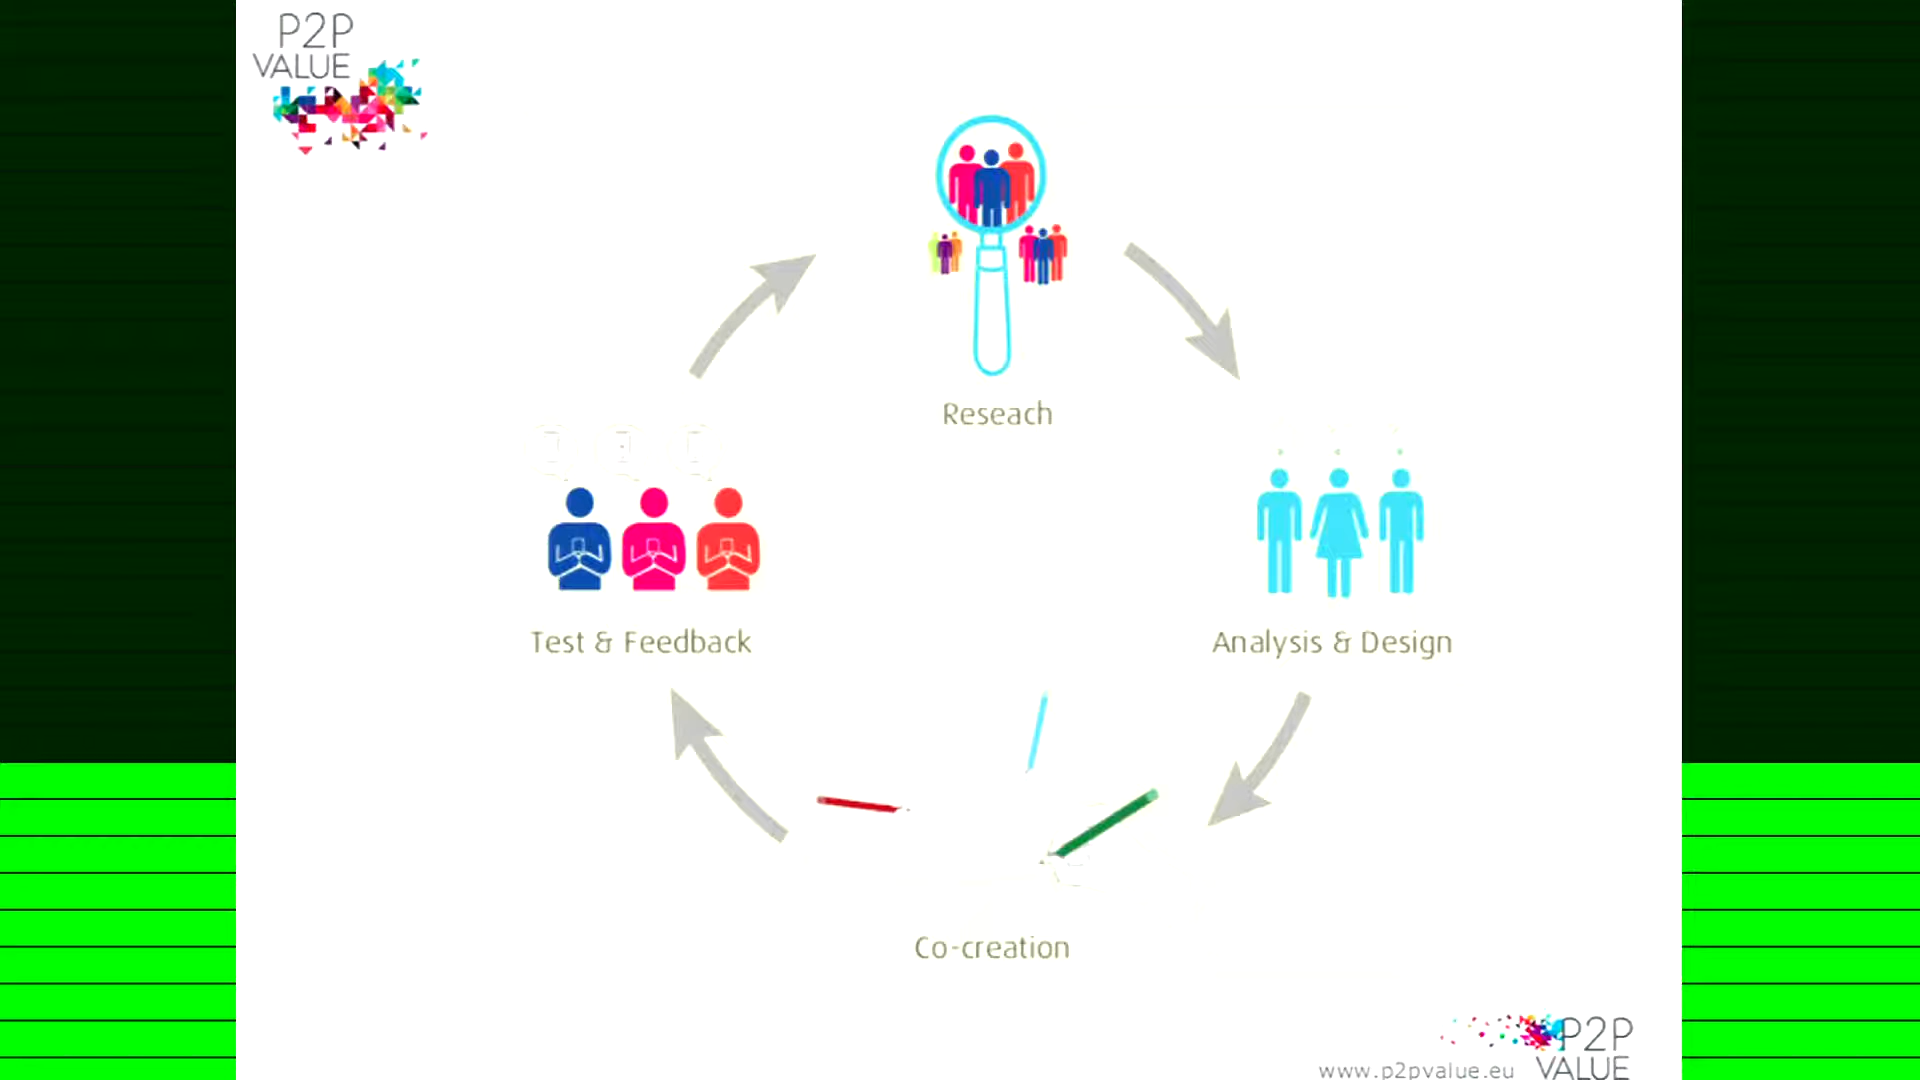 P2P
VALUE
Reseach
Test & Feedback
Analysis & Design
Co-creation
P2P
VALUE
www.p2pvalue.eu